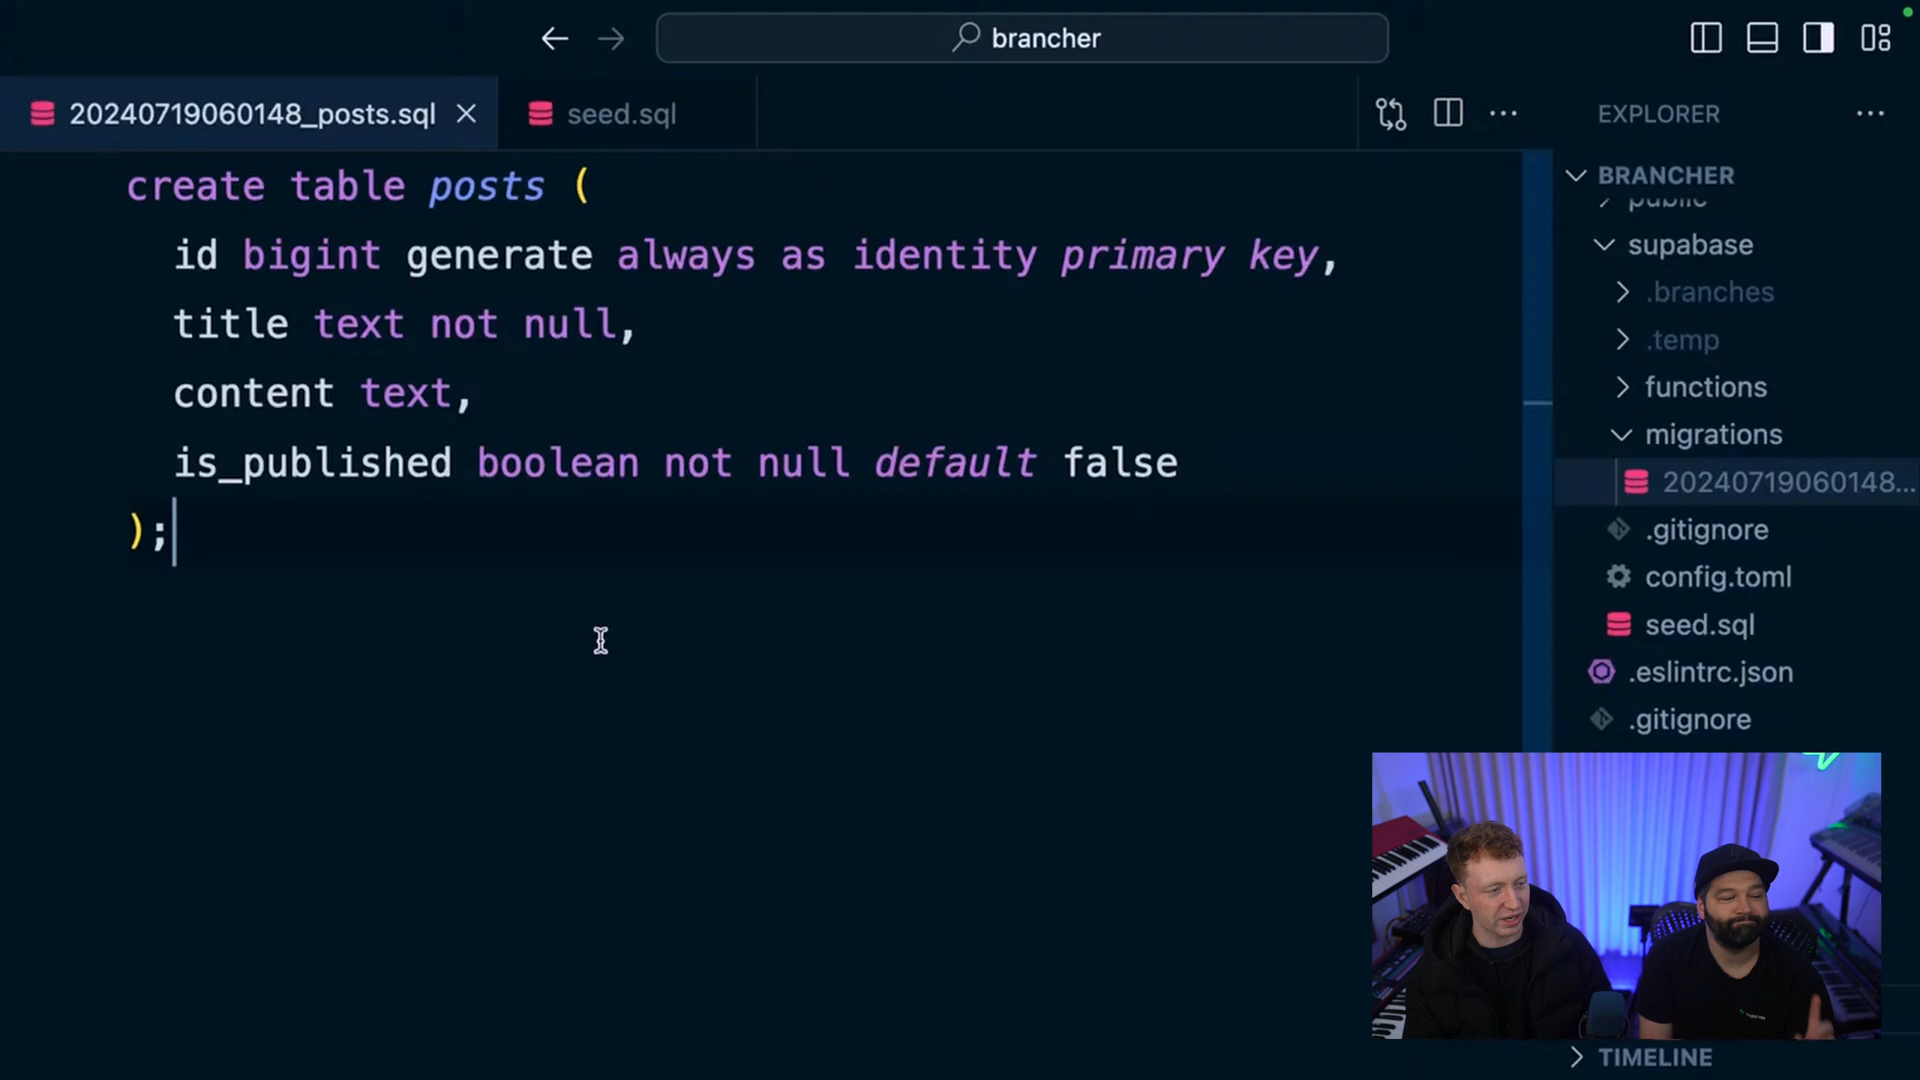 brancher
20240719060148_posts.sql
seed.sql
create table posts (
id bigint generate always as identity primary key,
title text not null,
content text,
is_published boolean not null default false
);
EXPLORER
BRANCHER
public
supabase
.branches
.temp
functions
migrations
20240719060148...
.gitignore
config.toml
seed.sql
.eslintrc.json
.gitignore
TIMELINE